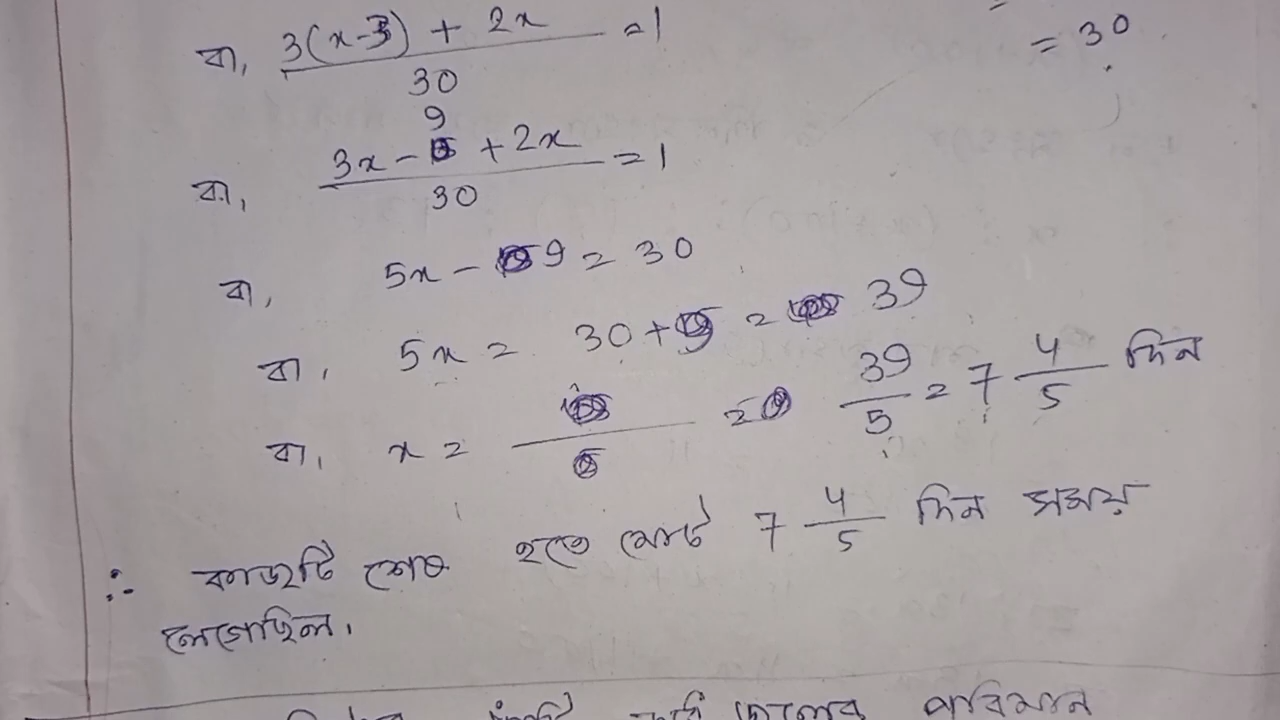 বা, 3(x-3) + 2x / 30 = 1
= 30
বা, 3x - 9 + 2x / 30 = 1
বা, 5x - 9 = 30
বা, 5x = 30 + 9 = 39
বা, x = = 39/5 = 7 4/5 দিন
∴ কাজটি শেষ হতে মোট 7 4/5 দিন সময়
লেগেছিল।
পরিমান